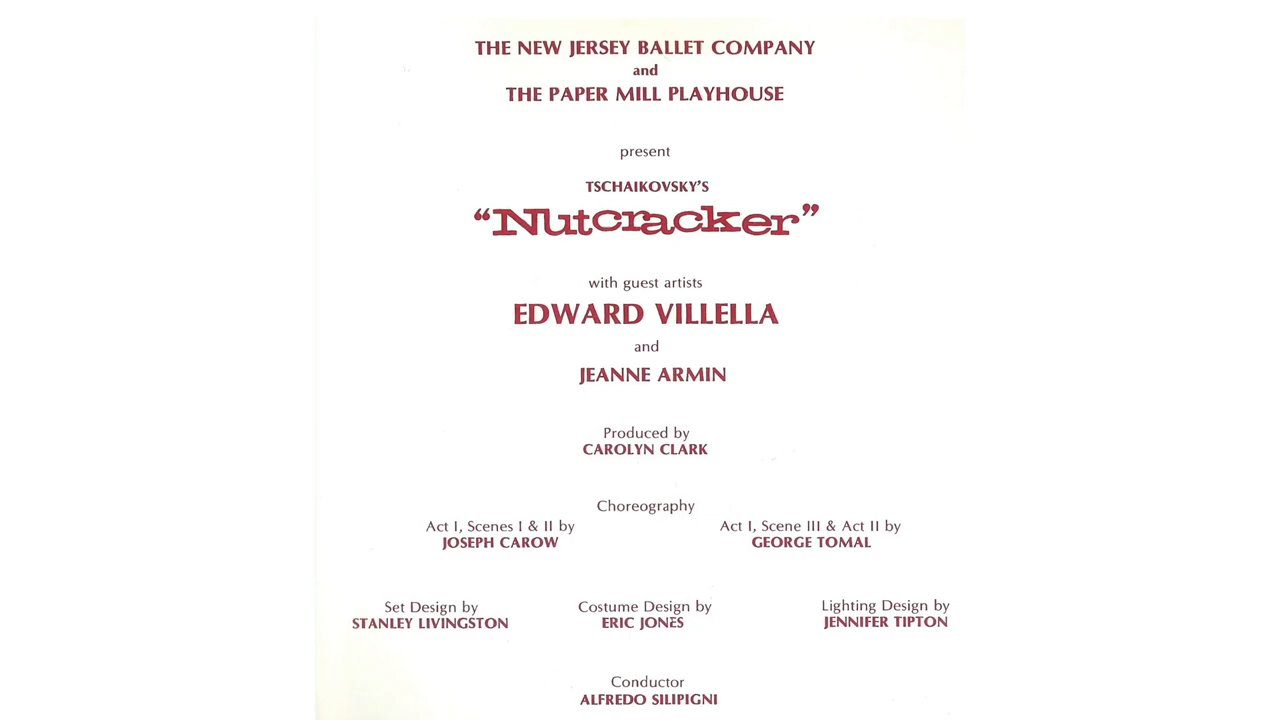 THE NEW JERSEY BALLET COMPANY
and
THE PAPER MILL PLAYHOUSE
present
TSCHAIKOVSKY'S
“Nutcracker”
with guest artists
EDWARD VILLELLA
and
JEANNE ARMIN
Produced by
CAROLYN CLARK
Choreography
Act I, Scenes I & II by
JOSEPH CAROW
Act I, Scene III & Act II by
GEORGE TOMAL
Set Design by
STANLEY LIVINGSTON
Costume Design by
ERIC JONES
Lighting Design by
JENNIFER TIPTON
Conductor
ALFREDO SILIPIGNI